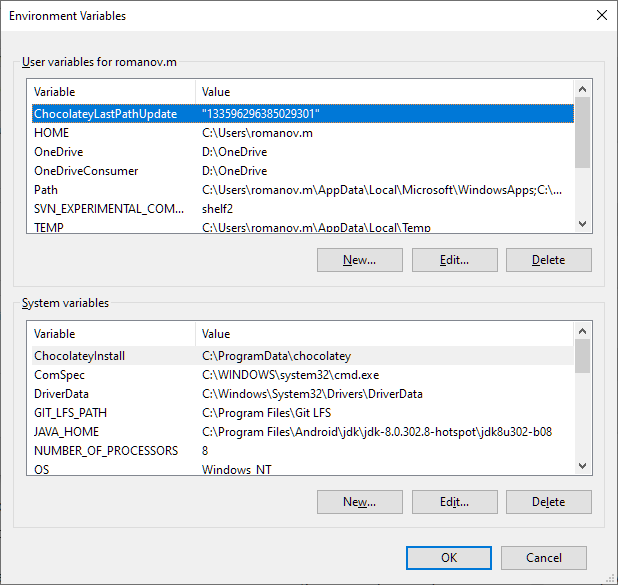 Environment Variables
User variables for romanov.m
Variable Value
ChocolateyLastPathUpdate "133596296385029301"
HOME C:\Users\romanov.m
OneDrive D:\OneDrive
OneDriveConsumer D:\OneDrive
Path C:\Users\romanov.m\AppData\Local\Microsoft\WindowsApps;C:\...
SVN_EXPERIMENTAL_COM... shelf2
TEMP C:\Users\romanov.m\AppData\Local\Temp
New... Edit... Delete
System variables
Variable Value
ChocolateyInstall C:\ProgramData\chocolatey
ComSpec C:\WINDOWS\system32\cmd.exe
DriverData C:\Windows\System32\Drivers\DriverData
GIT_LFS_PATH C:\Program Files\Git LFS
JAVA_HOME C:\Program Files\Android\jdk\jdk-8.0.302.8-hotspot\jdk8u302-b08
NUMBER_OF_PROCESSORS 8
OS Windows_NT
New... Edit... Delete
OK Cancel